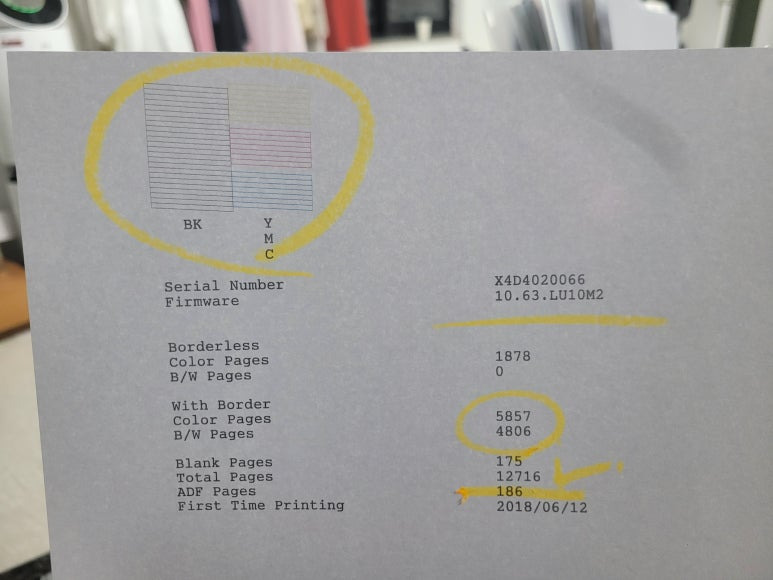 BK Y
M
C
Serial Number X4D4020066
Firmware 10.63.LU10M2
Borderless
Color Pages 1878
B/W Pages 0
With Border
Color Pages 5857
B/W Pages 4806
Blank Pages 175
Total Pages 12716
ADF Pages 186
First Time Printing 2018/06/12